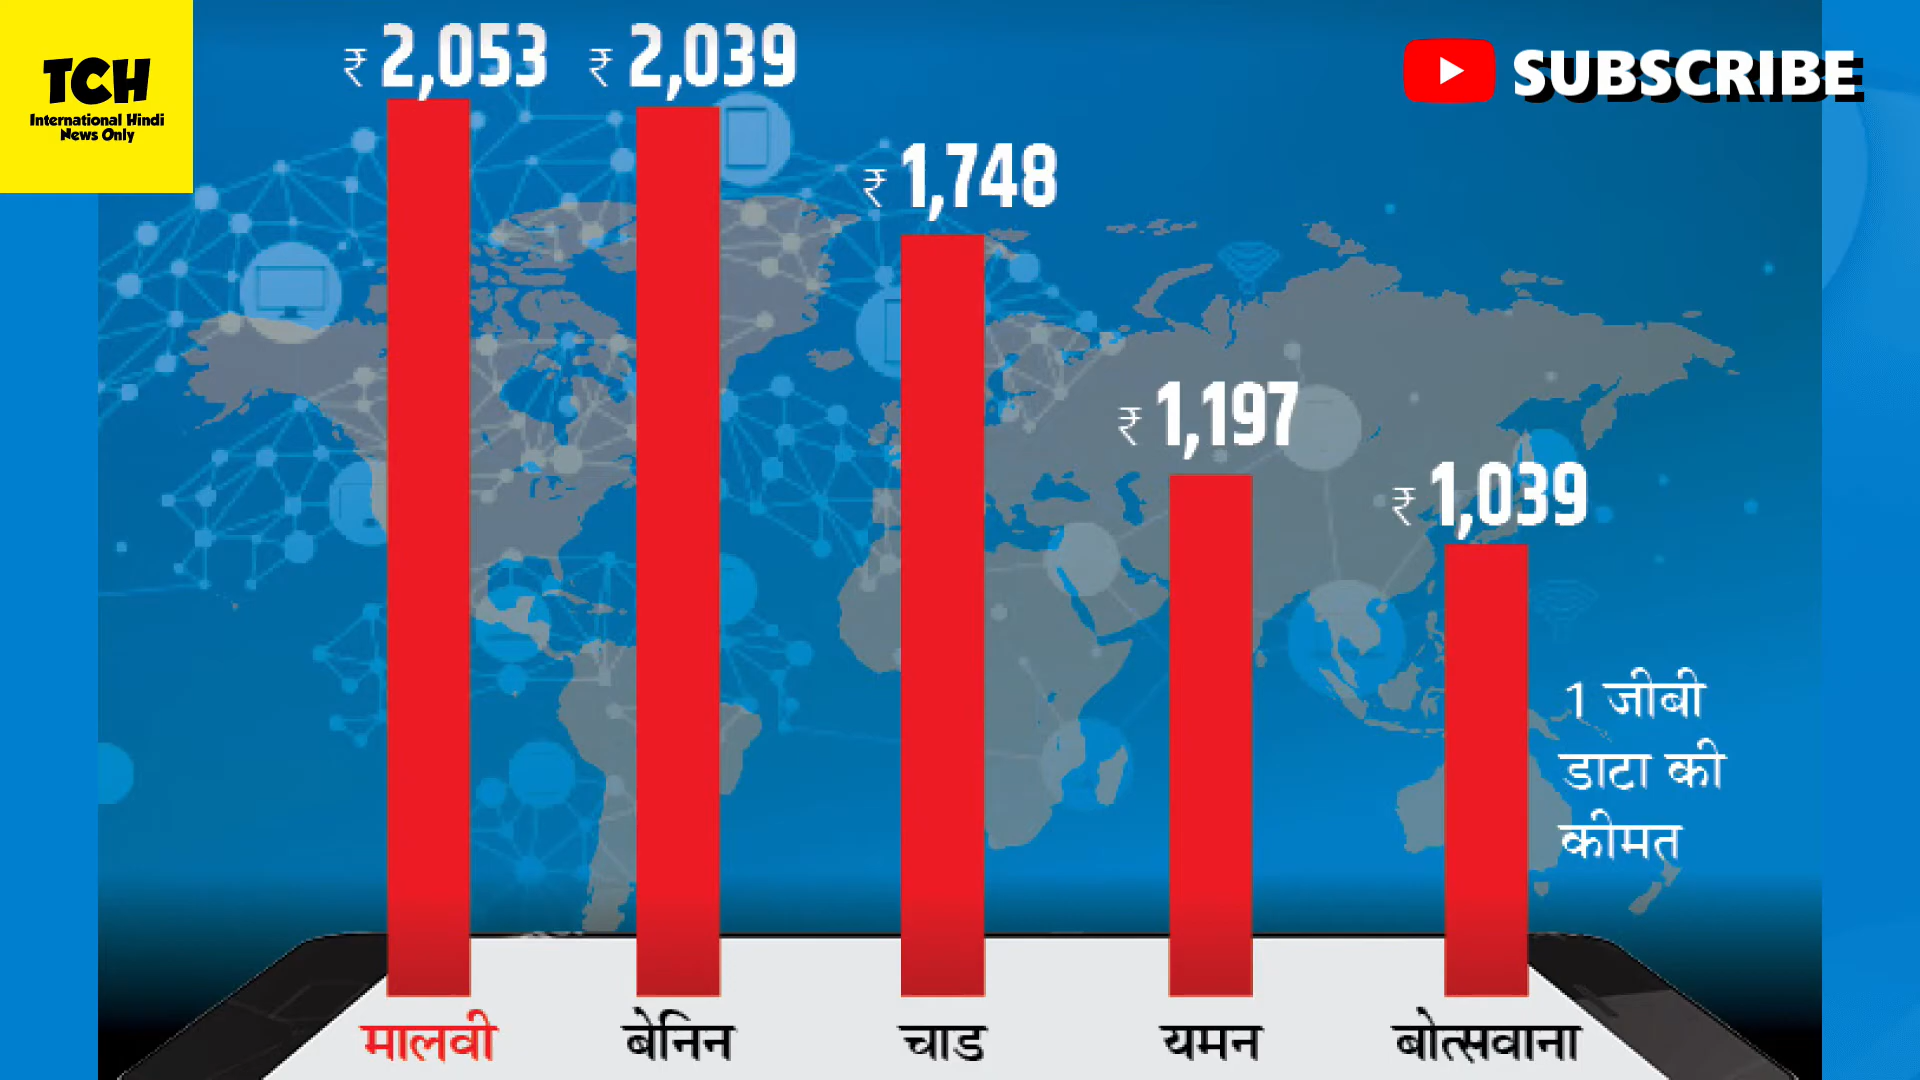 TCH
International Hindi
News Only
₹ 2,053
₹ 2,039
₹ 1,748
₹ 1,197
₹ 1,039
SUBSCRIBE
1 जीबी
डाटा की
कीमत
मालवी
बेनिन
चाड
यमन
बोत्सवाना